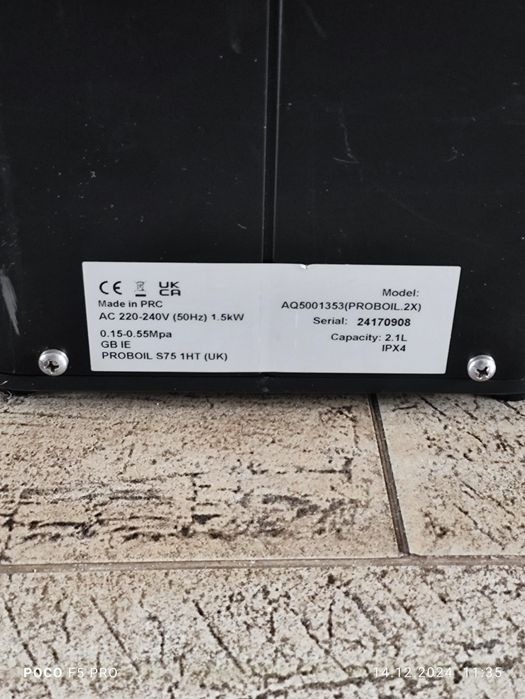 CE UK CA
Made in PRC
AC 220-240V (50Hz) 1.5kW
0.15-0.55Mpa
GB IE
PROBOIL S75 1HT (UK)
Model:
AQ5001353(PROBOIL.2X)
Serial: 24170908
Capacity: 2.1L
IPX4
POCO F5 PRO
14.12.2024 11:35